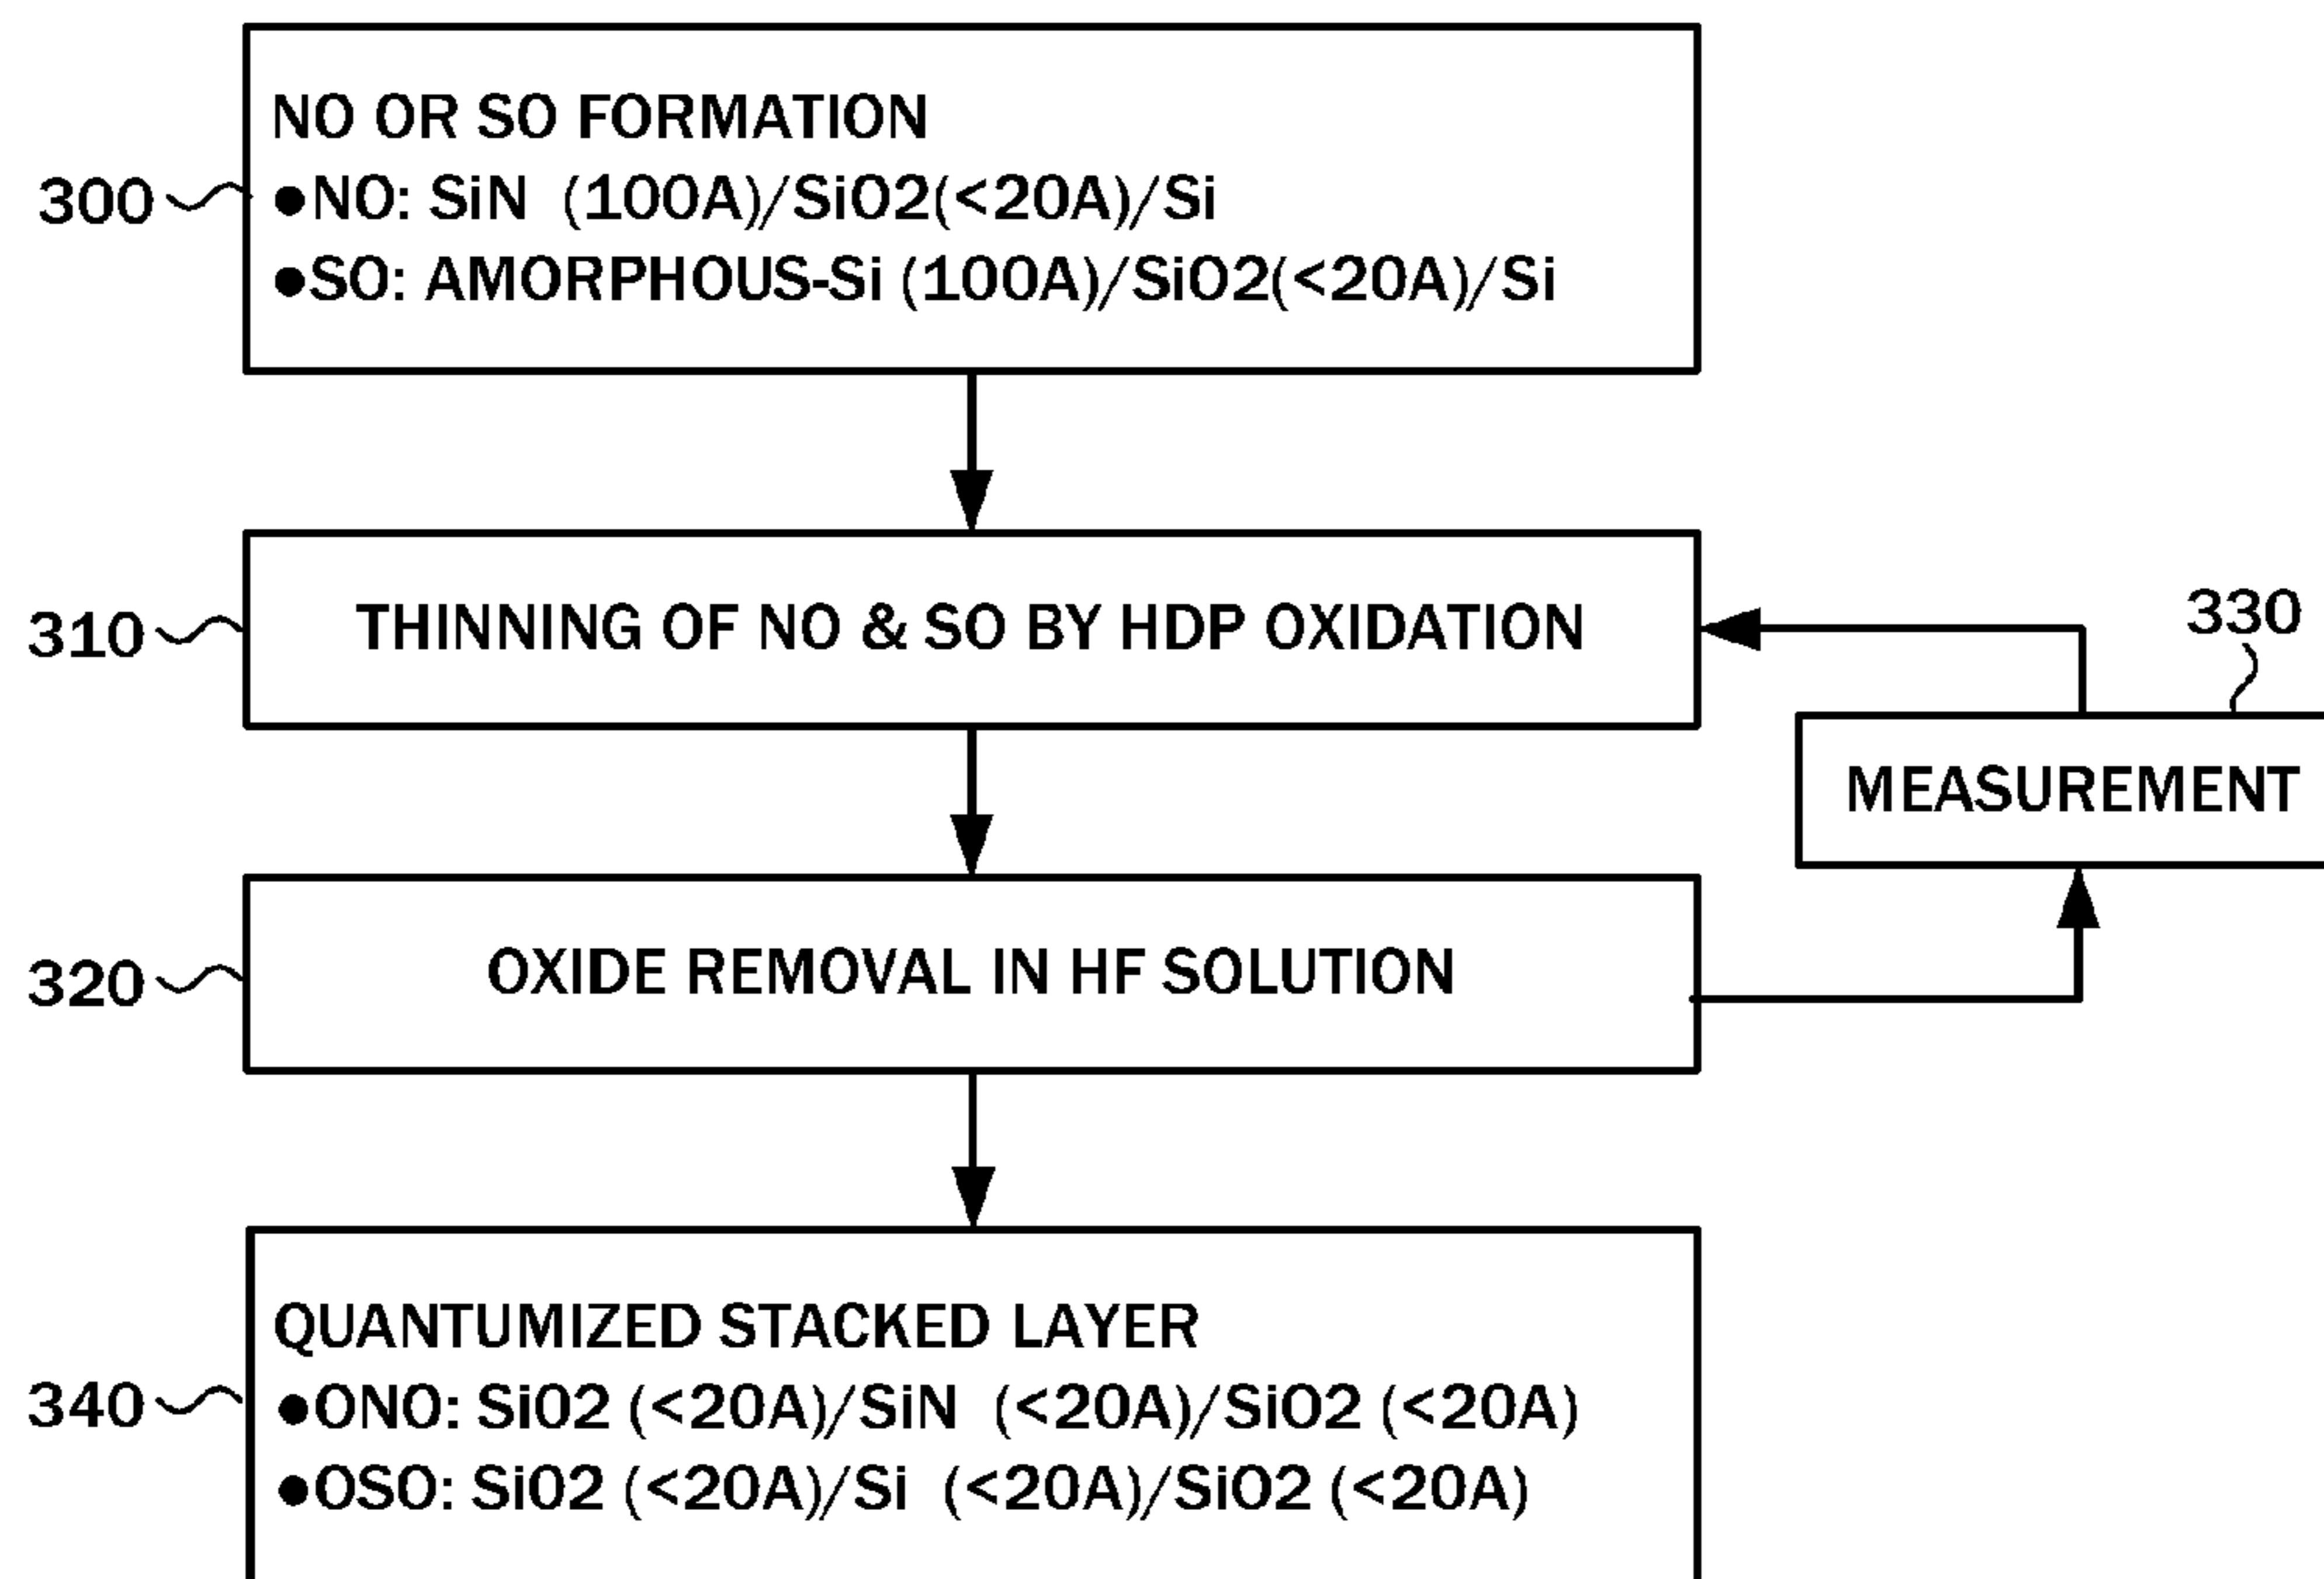 NO OR SO FORMATION
300
●NO: SiN (100A)/SiO2(<20A)/Si
●SO: AMORPHOUS-Si (100A)/SiO2(<20A)/Si
310
THINNING OF NO & SO BY HDP OXIDATION
330
MEASUREMENT
320
OXIDE REMOVAL IN HF SOLUTION
QUANTUMIZED STACKED LAYER
340
●ONO: SiO2 (<20A)/SiN (<20A)/SiO2 (<20A)
●OSO: SiO2 (<20A)/Si (<20A)/SiO2 (<20A)